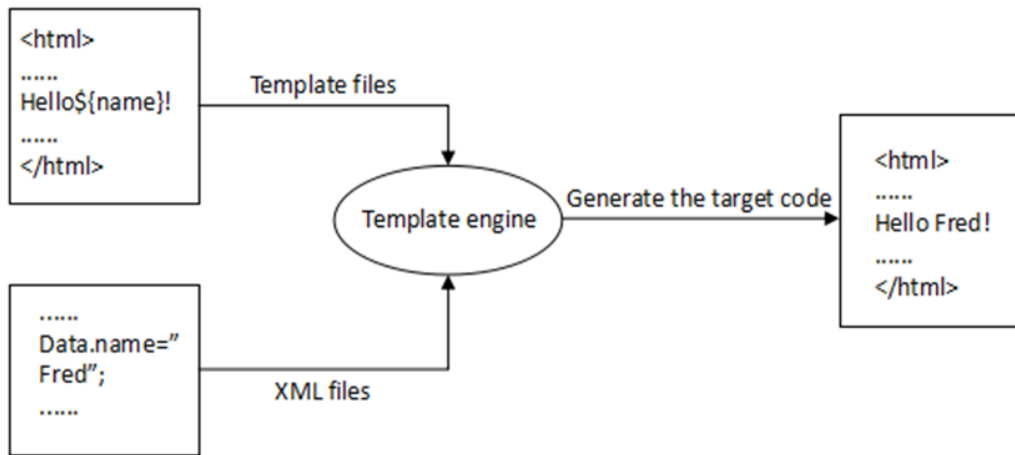 <html>
......
Hello${name}!
......
</html>
Template files
Template engine
......
Data.name=”
Fred”;
......
XML files
Generate the target code
<html>
......
Hello Fred!
......
</html>